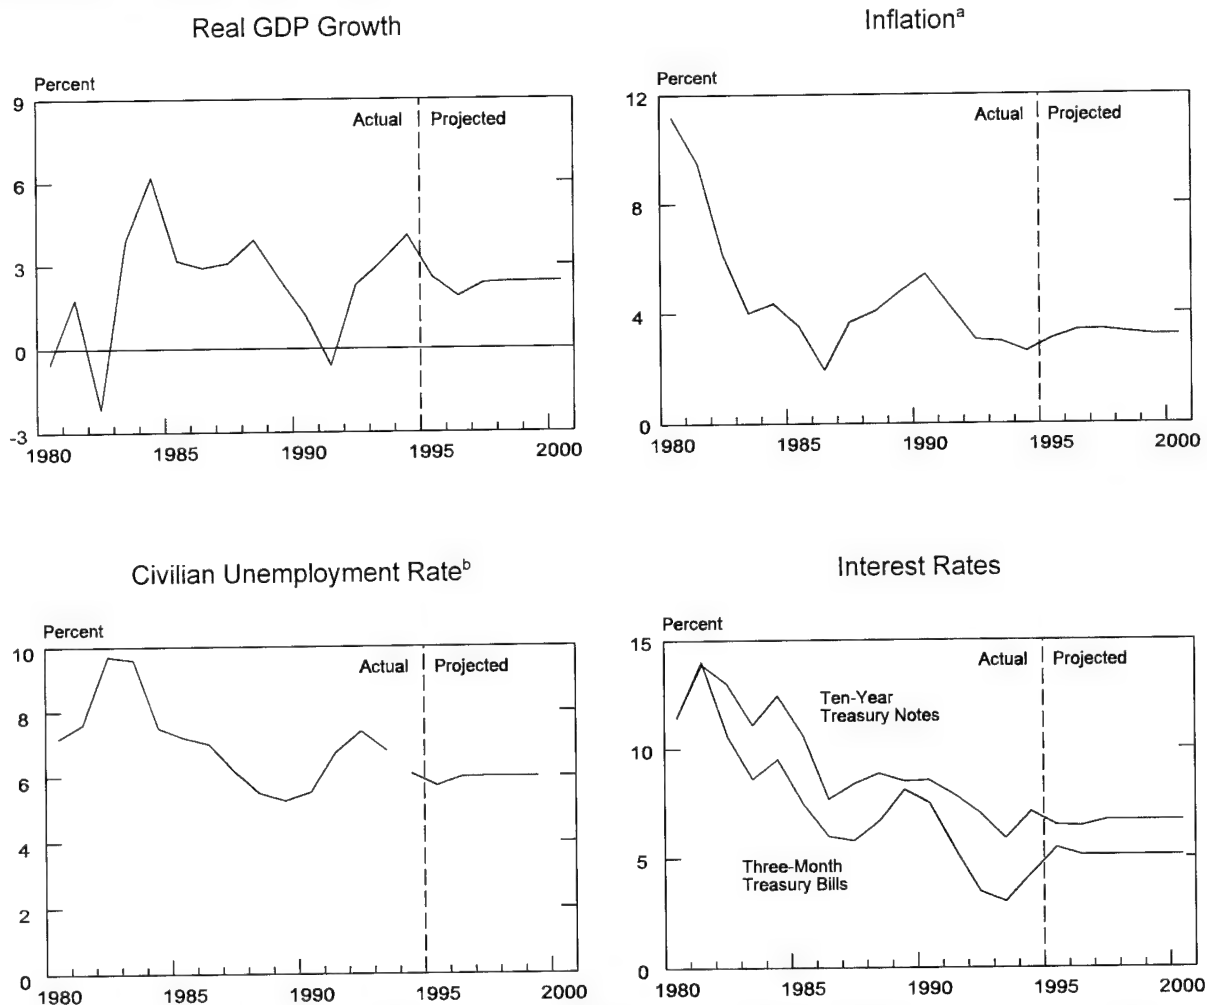 Real GDP Growth
Percent
9
Actual Projected
6
3
0
-3
1980 1985 1990 1995 2000
Inflationᵃ
Percent
12
Actual Projected
8
4
0
1980 1985 1990 1995 2000
Civilian Unemployment Rateᵇ
Percent
10
Actual Projected
8
6
4
2
0
1980 1985 1990 1995 2000
Interest Rates
Percent
15
Actual Projected
Ten-Year
Treasury Notes
10
5
Three-Month
Treasury Bills
0
1980 1985 1990 1995 2000